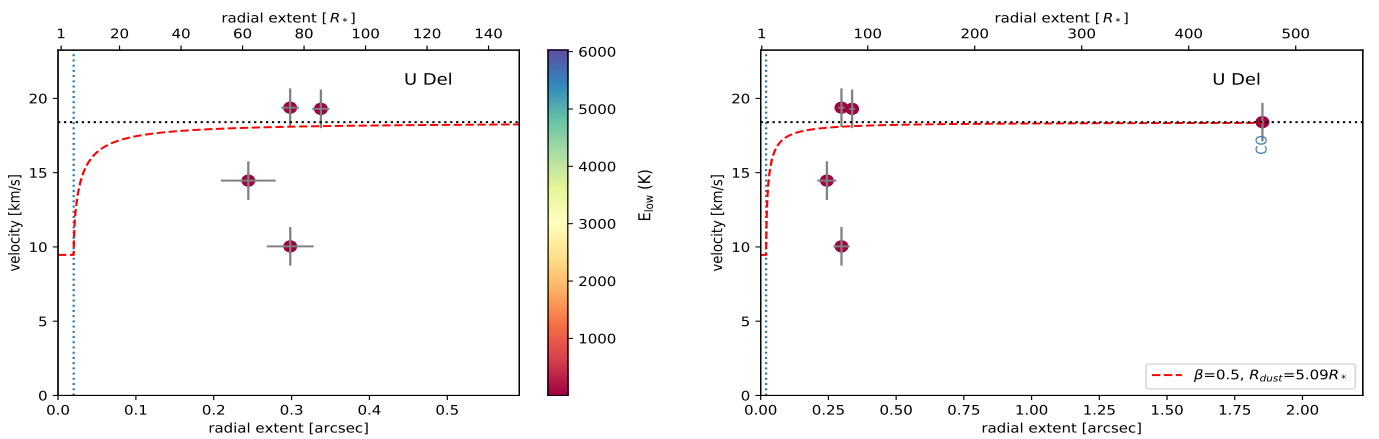 radial extent [R*]
1 20 40 60 80 100 120 140
U Del
velocity [km/s]
20
15
10
5
0
0.0 0.1 0.2 0.3 0.4 0.5
radial extent [arcsec]
6000
5000
4000
3000
2000
1000
E_low (K)
radial extent [R*]
1 100 200 300 400 500
U Del
velocity [km/s]
20
15
10
5
0
CO
β=0.5, R_dust=5.09R*
0.00 0.25 0.50 0.75 1.00 1.25 1.50 1.75 2.00
radial extent [arcsec]